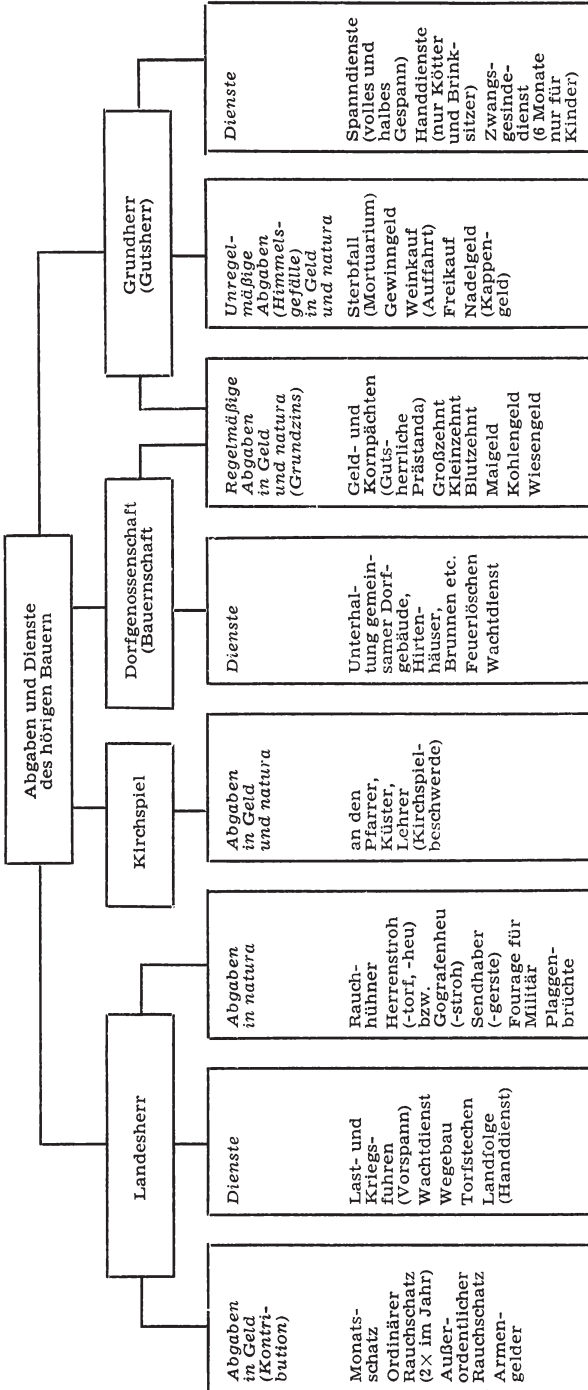 Abgaben und Dienste
des hörigen Bauern
Landesherr
Kirchspiel
Dorfgenossenschaft
(Bauernschaft)
Grundherr
(Gutsherr)
Abgaben
in Geld
(Kontri-
bution)
Monats-
schatz
Ordinärer
Rauchschatz
(2× im Jahr)
Außer-
ordentlicher
Rauchschatz
Armen-
gelder
Dienste
Last- und
Kriegs-
fuhren
(Vorspann)
Wachtdienst
Wegebau
Torfstechen
Landfolge
(Handdienst)
Abgaben
in natura
Rauch-
hühner
Herrenstroh
(-torf, -heu)
bzw.
Gografenheu
(-stroh)
Sendhaber
(-gerste)
Fourage für
Militär
Plaggen-
brüchte
Abgaben
in Geld
und natura
an den
Pfarrer,
Küster,
Lehrer
(Kirchspiel-
beschwerde)
Dienste
Unterhal-
tung gemein-
samer Dorf-
gebäude,
Hirten-
häuser,
Brunnen etc.
Feuerlöschen
Wachtdienst
Regelmäßige
Abgaben
in Geld
und natura
(Grundzins)
Geld- und
Kornpächten
(Guts-
herrliche
Prästanda)
Großzehnt
Kleinzehnt
Blutzehnt
Maigeld
Kohlengeld
Wiesengeld
Unregel-
mäßige
Abgaben
(Himmels-
gefälle)
in Geld
und natura
Sterbfall
(Mortuarium)
Gewinngeld
Weinkauf
(Auffahrt)
Freikauf
Nadelgeld
(Kappen-
geld)
Dienste
Spanndienste
(volles und
halbes
Gespann)
Handdienste
(nur Kötter
und Brink-
sitzer)
Zwangs-
gesinde-
dienst
(6 Monate
nur für
Kinder)